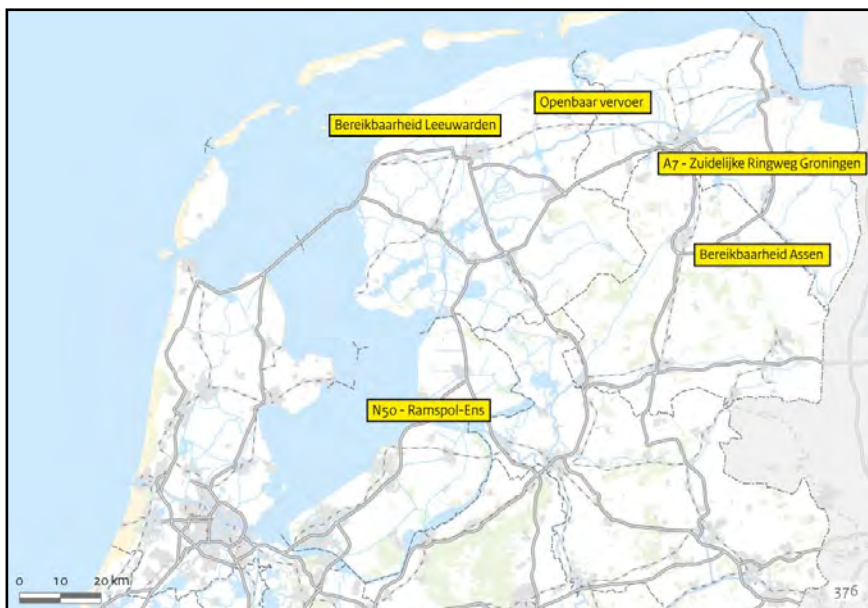 Openbaar vervoer
Bereikbaarheid Leeuwarden
A7 - Zuidelijke Ringweg Groningen
Bereikbaarheid Assen
N50 - Ramspol-Ens
0 10 20 km
376